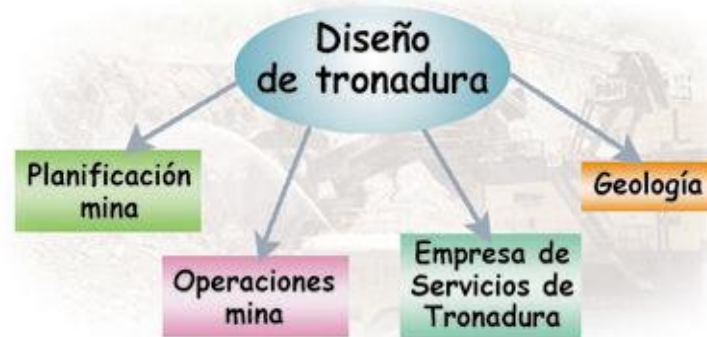 Diseño
de tronadura
Planificación
mina
Geología
Operaciones
mina
Empresa de
Servicios de
Tronadura